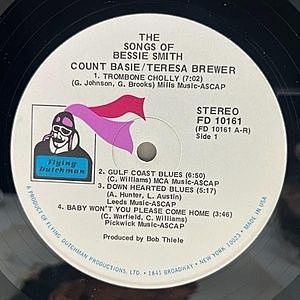 THE
SONGS OF
BESSIE SMITH
COUNT BASIE/TERESA BREWER
1. TROMBONE CHOLLY (7:02)
(G. Johnson, G. Brooks) Mills Music-ASCAP
STEREO
FD 10161
(FD 10161 A-R)
Side 1
Flying
Dutchman
2. GULF COAST BLUES (6:50)
(C. Williams) MCA Music-ASCAP
3. DOWN HEARTED BLUES (5:17)
(A. Hunter, L. Austin)
Leeds Music-ASCAP
4. BABY WON'T YOU PLEASE COME HOME (3:46)
(C. Warfield, C. Williams)
Pickwick Music-ASCAP
Produced by Bob Thiele
A PRODUCT OF FLYING DUTCHMAN PRODUCTIONS, LTD. • 1841 BROADWAY • NEW YORK 10023 • MADE IN USA